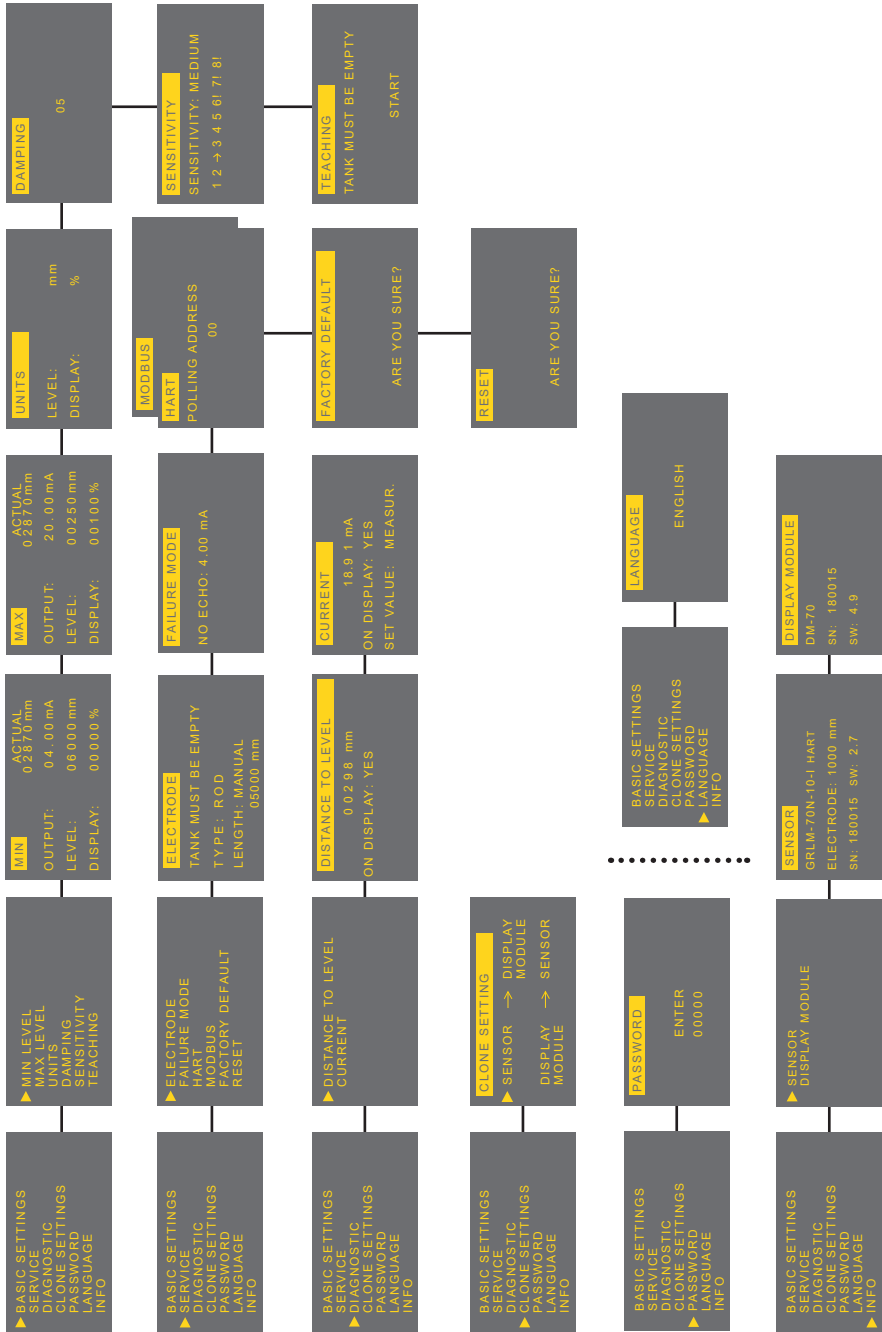 BASIC SETTINGS
SERVICE
DIAGNOSTIC
CLONE SETTINGS
PASSWORD
LANGUAGE
INFO
MIN LEVEL
MAX LEVEL
UNITS
DAMPING
SENSITIVITY
TEACHING
MIN ACTUAL
02870mm
OUTPUT: 04.00mA
LEVEL: 06000mm
DISPLAY: 00000%
MAX ACTUAL
02870mm
OUTPUT: 20.00mA
LEVEL: 00250mm
DISPLAY: 00100%
UNITS
LEVEL: mm
DISPLAY: %
DAMPING
05
SENSITIVITY
SENSITIVITY: MEDIUM
1 2 → 3 4 5 6! 7! 8!
TEACHING
TANK MUST BE EMPTY
START
BASIC SETTINGS
SERVICE
DIAGNOSTIC
CLONE SETTINGS
PASSWORD
LANGUAGE
INFO
ELECTRODE
FAILURE MODE
HART
MODBUS
FACTORY DEFAULT
RESET
ELECTRODE
TANK MUST BE EMPTY
TYPE: ROD
LENGTH: MANUAL
05000 mm
FAILURE MODE
NO ECHO: 4.00 mA
MODBUS
HART
POLLING ADDRESS
00
FACTORY DEFAULT
ARE YOU SURE?
RESET
ARE YOU SURE?
BASIC SETTINGS
SERVICE
DIAGNOSTIC
CLONE SETTINGS
PASSWORD
LANGUAGE
INFO
DISTANCE TO LEVEL
CURRENT
DISTANCE TO LEVEL
00298 mm
ON DISPLAY: YES
CURRENT
18.91 mA
ON DISPLAY: YES
SET VALUE: MEASUR.
BASIC SETTINGS
SERVICE
DIAGNOSTIC
CLONE SETTINGS
PASSWORD
LANGUAGE
INFO
CLONE SETTING
SENSOR → DISPLAY
MODULE
DISPLAY → SENSOR
MODULE
BASIC SETTINGS
SERVICE
DIAGNOSTIC
CLONE SETTINGS
PASSWORD
LANGUAGE
INFO
PASSWORD
ENTER
00000
BASIC SETTINGS
SERVICE
DIAGNOSTIC
CLONE SETTINGS
PASSWORD
LANGUAGE
INFO
LANGUAGE
ENGLISH
BASIC SETTINGS
SERVICE
DIAGNOSTIC
CLONE SETTINGS
PASSWORD
LANGUAGE
INFO
SENSOR
DISPLAY MODULE
SENSOR
GRLM-70N-10-I HART
ELECTRODE: 1000 mm
SN: 180015 SW: 2.7
DISPLAY MODULE
DM-70
SN: 180015
SW: 4.9